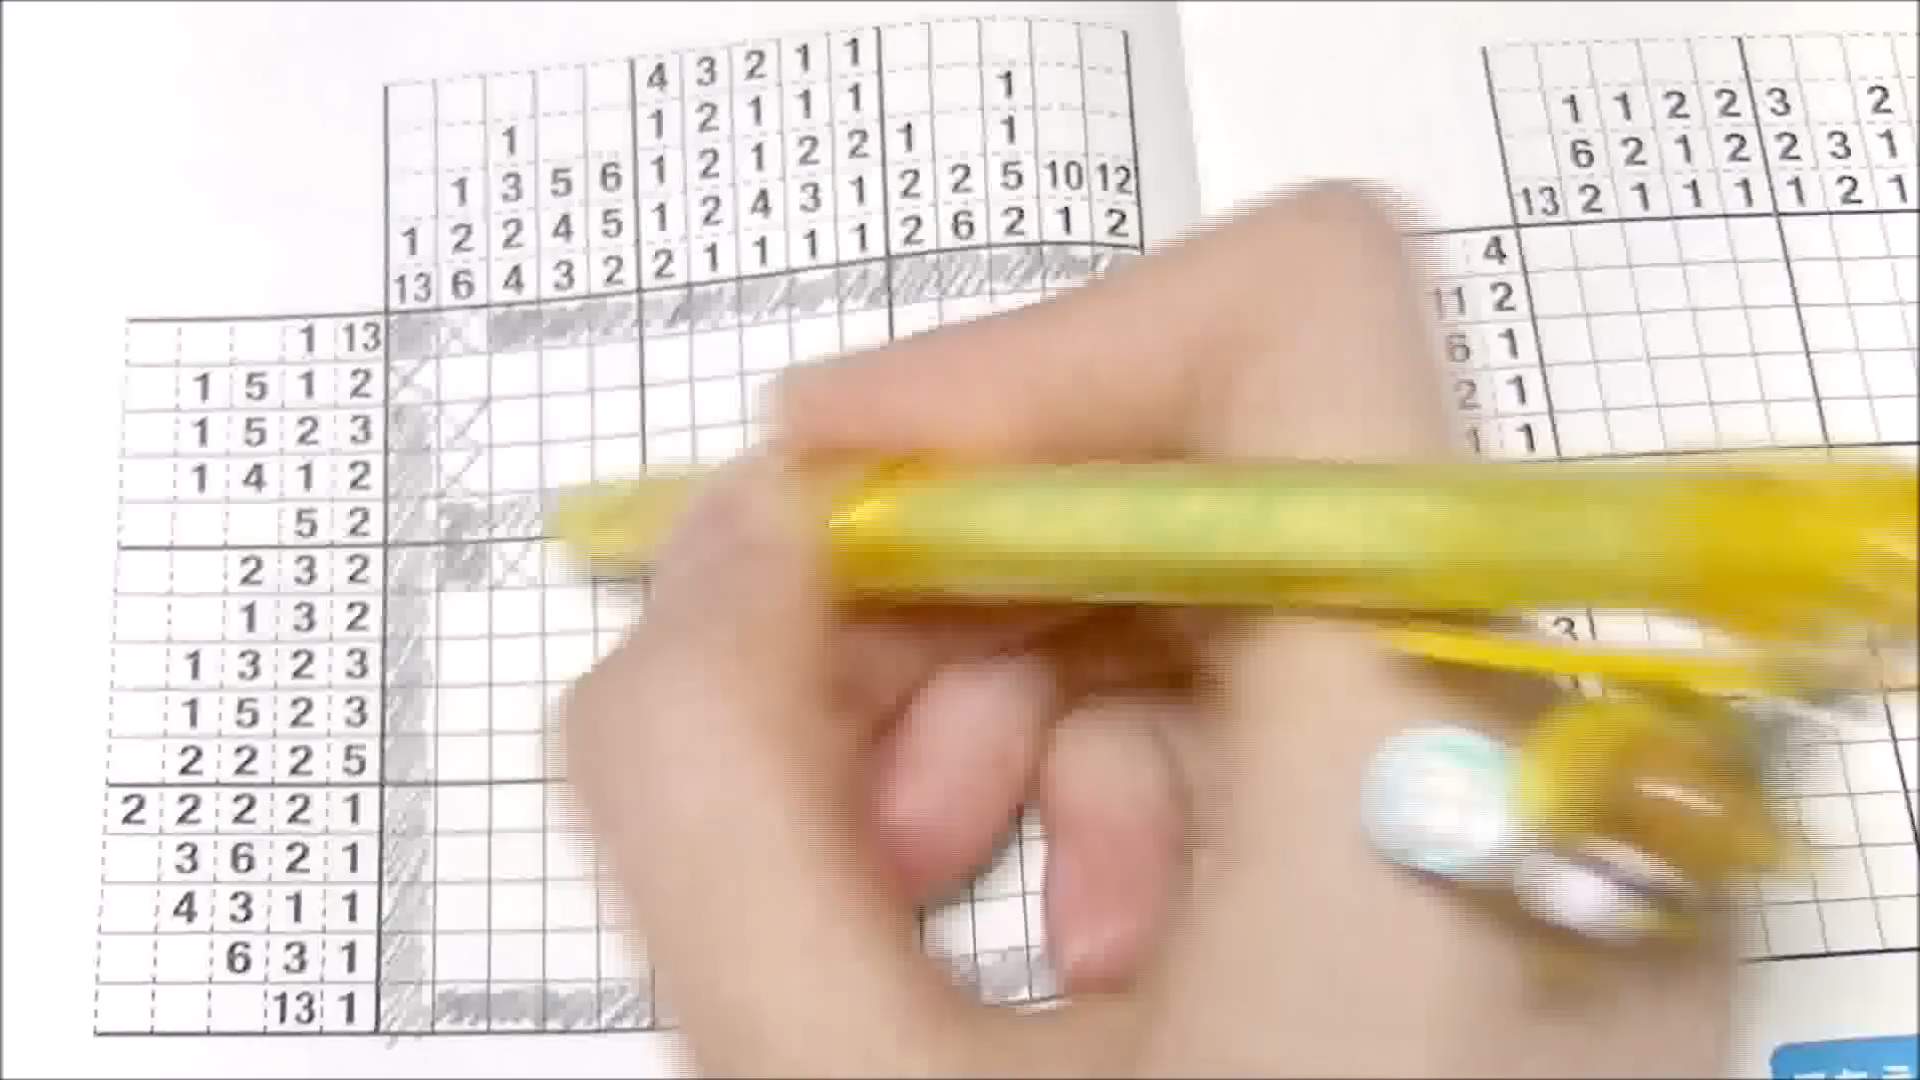 4 3 2 1 1
1 1 2 1 1 1 1
1 3 5 6 1 2 1 2 2 1 1
1 2 2 4 5 1 2 4 3 1 2 2 5 10 12
13 6 4 3 2 2 1 1 1 1 2 6 2 1 2
1 13
1 5 1 2
1 5 2 3
1 4 1 2
5 2
2 3 2
1 3 2
1 3 2 3
1 5 2 3
2 2 2 5
2 2 2 2 1
3 6 2 1
4 3 1 1
6 3 1
13 1
1 1 2 2 3 2
6 2 1 2 2 3 1
13 2 1 1 1 1 2 1
4
11 2
6 1
2 1
1 1
3